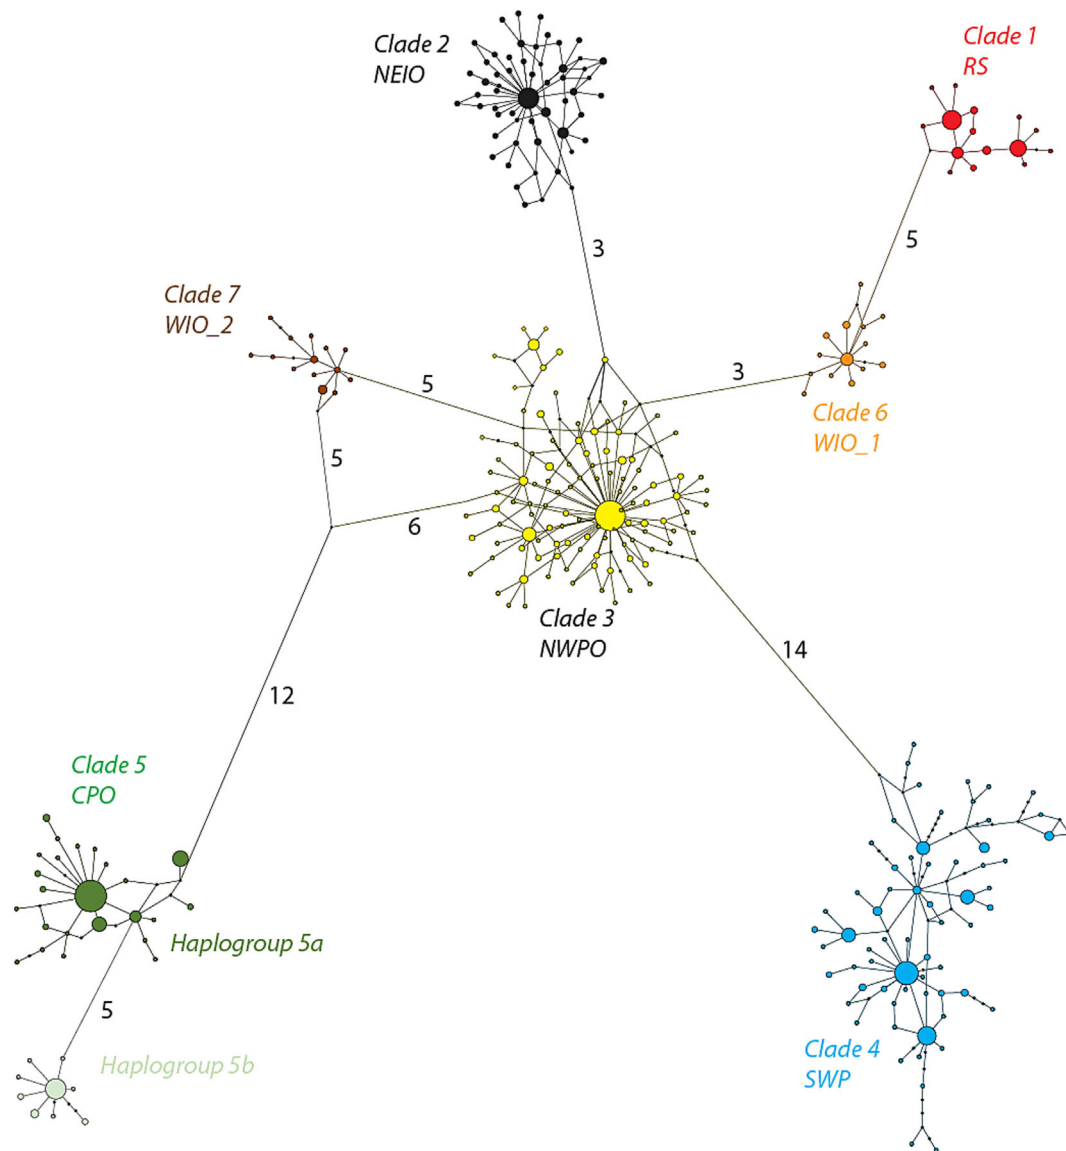 Clade 2
NEIO
Clade 1
RS
3
5
Clade 7
WIO_2
5
3
Clade 6
WIO_1
5
6
Clade 3
NWPO
14
12
Clade 5
CPO
Haplogroup 5a
5
Haplogroup 5b
Clade 4
SWP